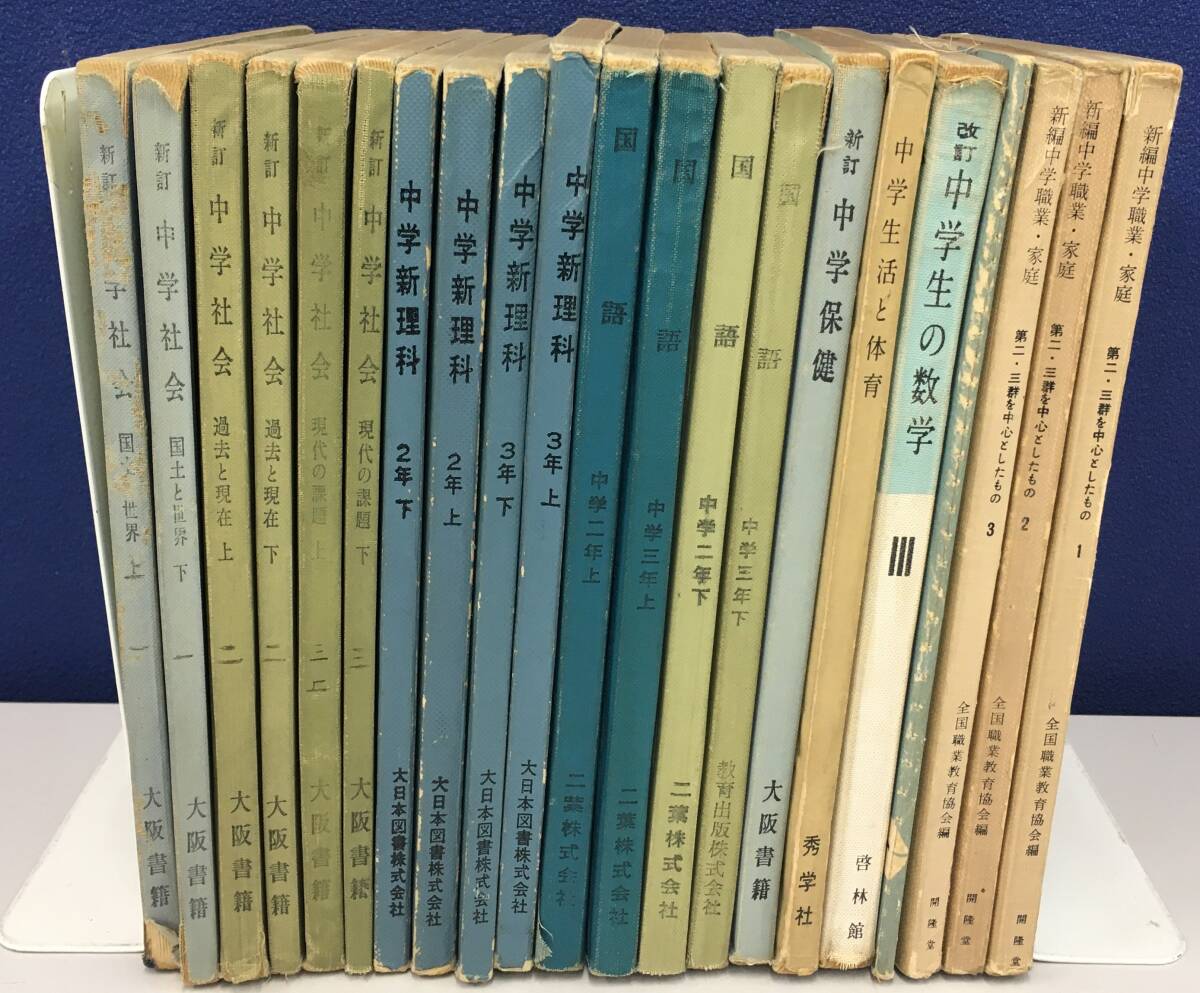 新訂 学社会 国土 世界 上 一 大阪書籍
新訂 中学社会 国土と世界 下 一 大阪書籍
新訂 中学社会 過去と現在 上 二 大阪書籍
新訂 中学社会 過去と現在 下 二 大阪書籍
新訂 中学社会 現代の課題 上 三 大阪書籍
新訂 中学社会 現代の課題 下 三 大阪書籍
中学新理科 2年下 大日本図書株式会社
中学新理科 2年上 大日本図書株式会社
中学新理科 3年下 大日本図書株式会社
中学新理科 3年上 大日本図書株式会社
国語 中学二年上 二葉株式会社
国語 中学三年上 二葉株式会社
国語 中学二年下 二葉株式会社
国語 中学三年下 教育出版株式会社
新訂 中学保健 大阪書籍
中学生活と体育 秀学社
改訂 中学生の数学 III 啓林館
新編中学職業・家庭 第二・三群を中心としたもの 3 全国職業教育協会編 開隆堂
新編中学職業・家庭 第二・三群を中心としたもの 2 全国職業教育協会編 開隆堂
新編中学職業・家庭 第二・三群を中心としたもの 1 全国職業教育協会編 開隆堂